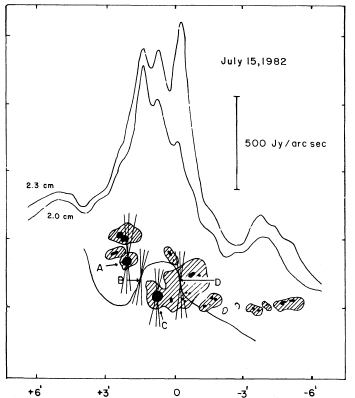 July 15, 1982
500 Jy/arc sec
2.3 cm
2.0 cm
A
B
C
D
+6' +3' 0 -3' -6'